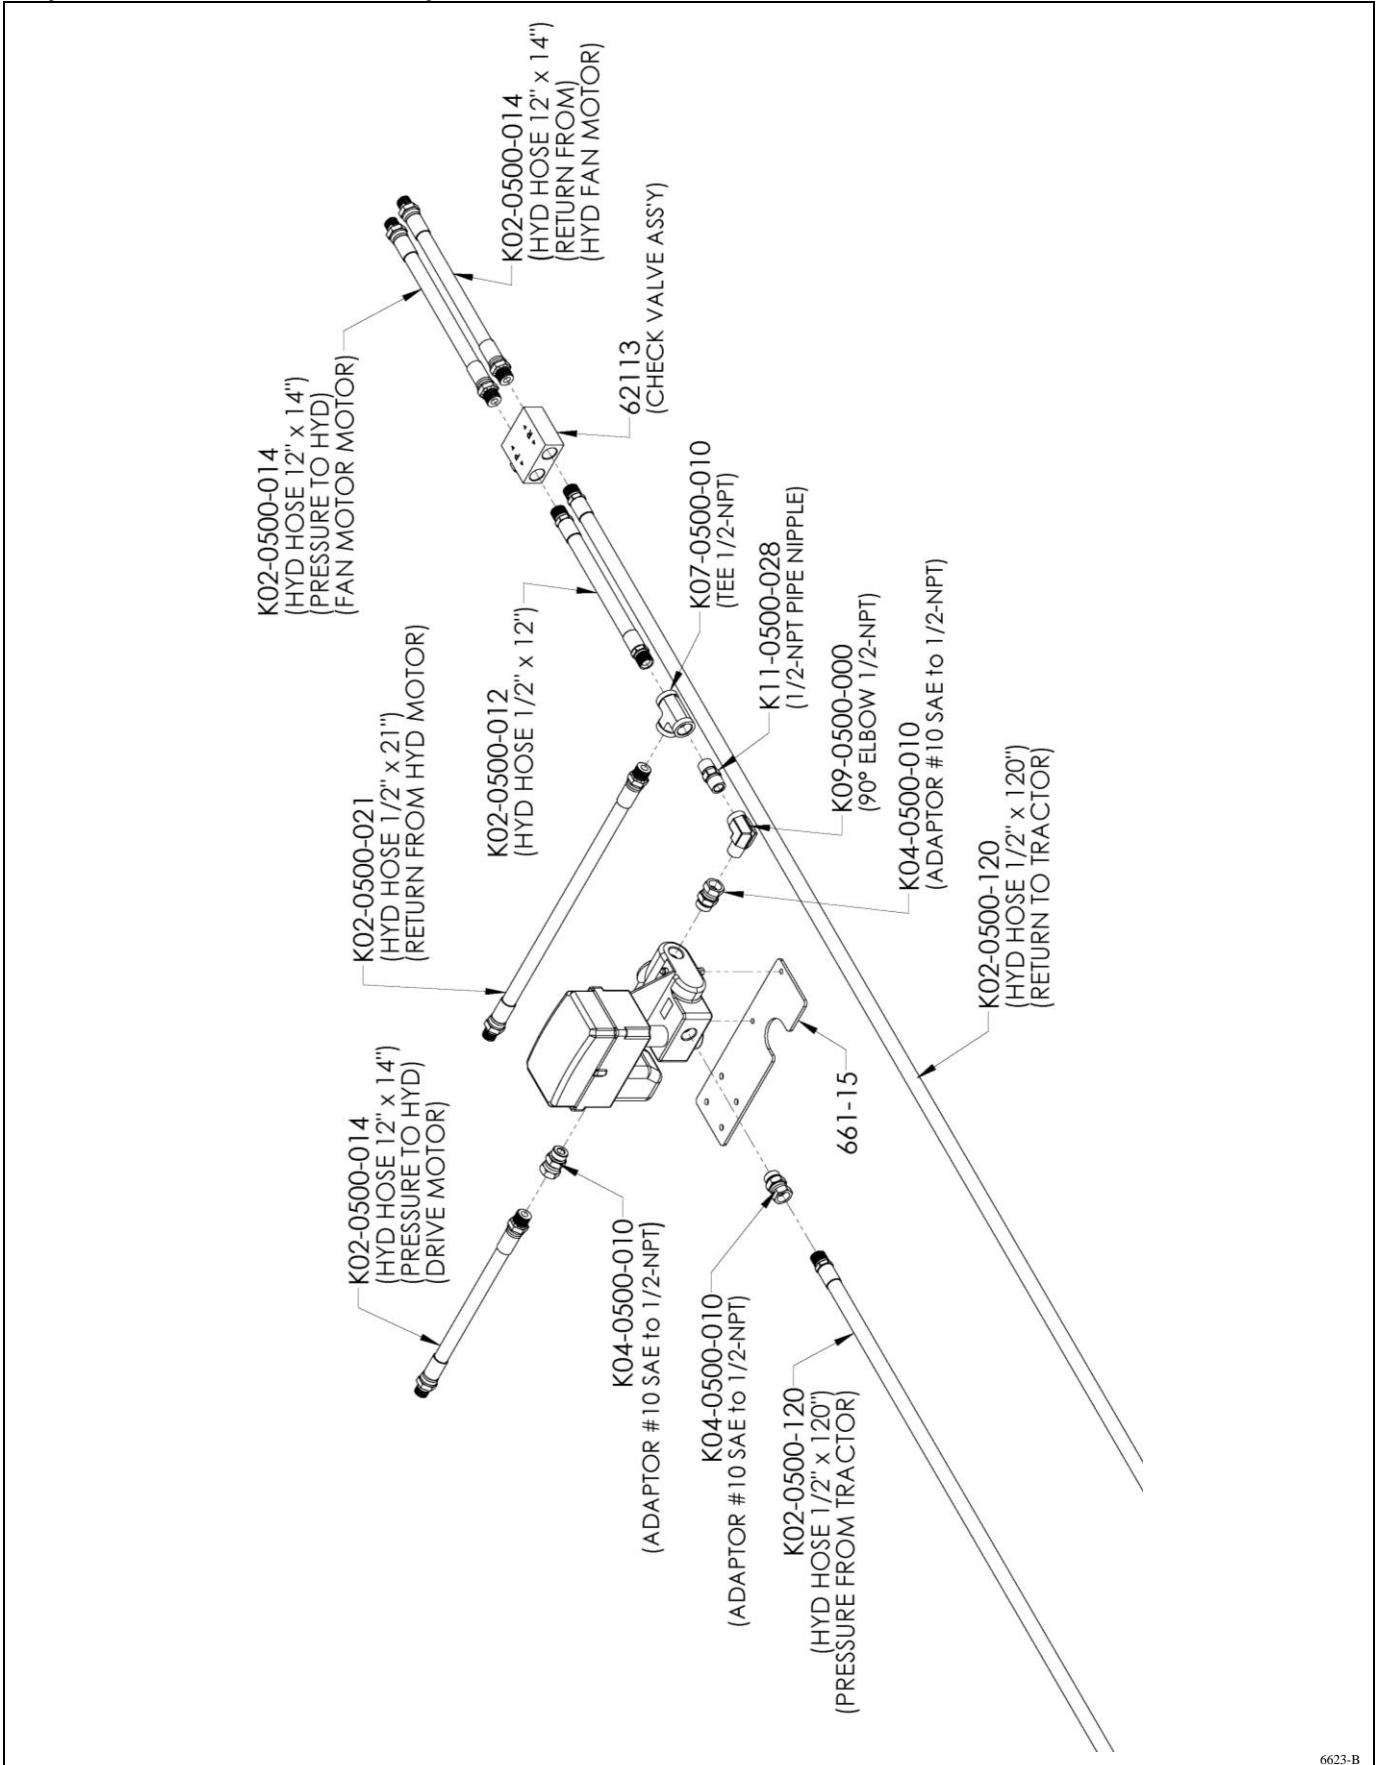 K02-0500-014
(HYD HOSE 12" x 14")
(PRESSURE TO HYD)
(DRIVE MOTOR)
K02-0500-021
(HYD HOSE 1/2" x 21")
(RETURN FROM HYD MOTOR)
K02-0500-012
(HYD HOSE 1/2" x 12")
K02-0500-014
(HYD HOSE 12" x 14")
(PRESSURE TO HYD)
(FAN MOTOR MOTOR)
K02-0500-014
(HYD HOSE 12" x 14")
(RETURN FROM)
(HYD FAN MOTOR)
62113
(CHECK VALVE ASS'Y)
K07-0500-010
(TEE 1/2-NPT)
K11-0500-028
(1/2-NPT PIPE NIPPLE)
K09-0500-000
(90° ELBOW 1/2-NPT)
K04-0500-010
(ADAPTOR #10 SAE to 1/2-NPT)
K02-0500-120
(HYD HOSE 1/2" x 120")
(RETURN TO TRACTOR)
661-15
K04-0500-010
(ADAPTOR #10 SAE to 1/2-NPT)
K04-0500-010
(ADAPTOR #10 SAE to 1/2-NPT)
K02-0500-120
(HYD HOSE 1/2" x 120")
(PRESSURE FROM TRACTOR)
6623-B